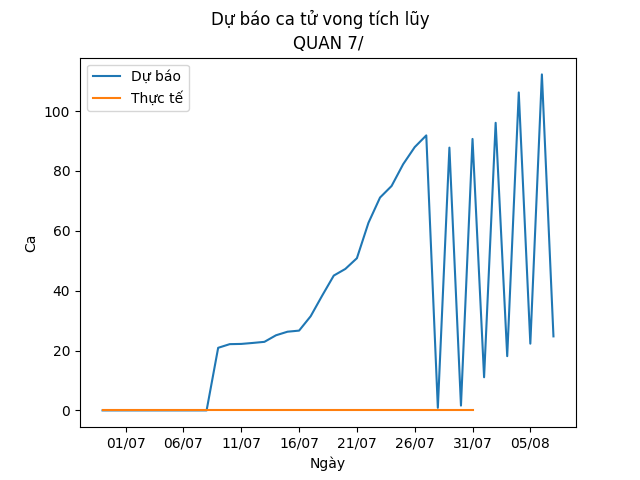 Dự báo ca tử vong tích lũy
QUAN 7/
Dự báo
Thực tế
100
80
60
40
20
0
Ca
01/07
06/07
11/07
16/07
21/07
26/07
31/07
05/08
Ngày